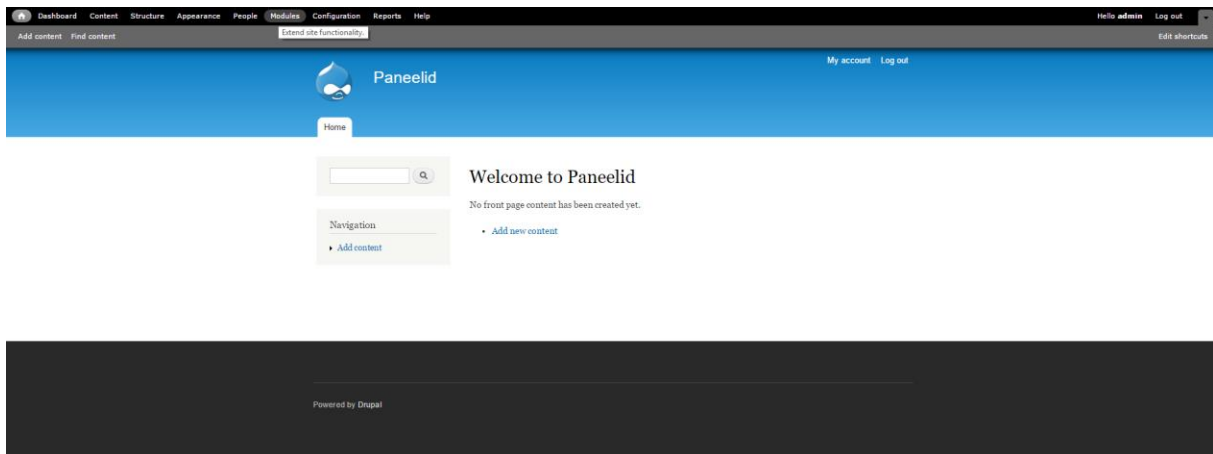 Dashboard Content Structure Appearance People Modules Configuration Reports Help Hello admin Log out
Add content Find content Extend site functionality. Edit shortcuts
My account Log out
Paneelid
Home
Welcome to Paneelid
No front page content has been created yet.
Navigation
Add new content
Add content
Powered by Drupal